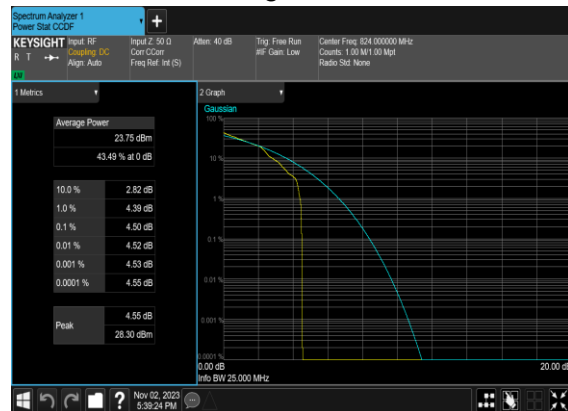 Spectrum Analyzer 1
Power Stat CCDF
+
KEYSIGHT
R T
LXI
Input: RF
Coupling: DC
Align: Auto
Input Z: 50 Ω
Corr CCorr
Freq Ref: Int (S)
Atten: 40 dB
Trig: Free Run
#IF Gain: Low
Center Freq: 824.000000 MHz
Counts: 1.00 M/1.00 Mpt
Radio Std: None
1 Metrics
Average Power
23.75 dBm
43.49 % at 0 dB
10.0 % 2.82 dB
1.0 % 4.39 dB
0.1 % 4.50 dB
0.01 % 4.52 dB
0.001 % 4.53 dB
0.0001 % 4.55 dB
Peak 4.55 dB
28.30 dBm
2 Graph
Gaussian
100 %
10 %
1 %
0.1 %
0.01 %
0.001 %
0.0001 %
0.00 dB 20.00 dB
Info BW 25.000 MHz
?
Nov 02, 2023
5:39:24 PM